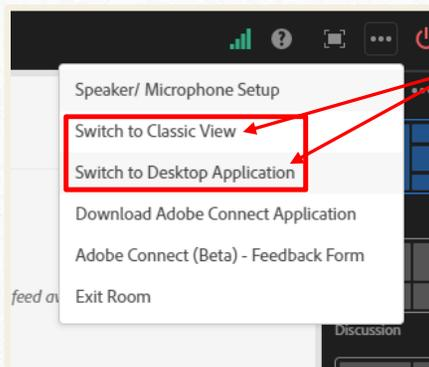 Speaker/ Microphone Setup
Switch to Classic View
Switch to Desktop Application
Download Adobe Connect Application
Adobe Connect (Beta) - Feedback Form
feed
Exit Room
Discussion